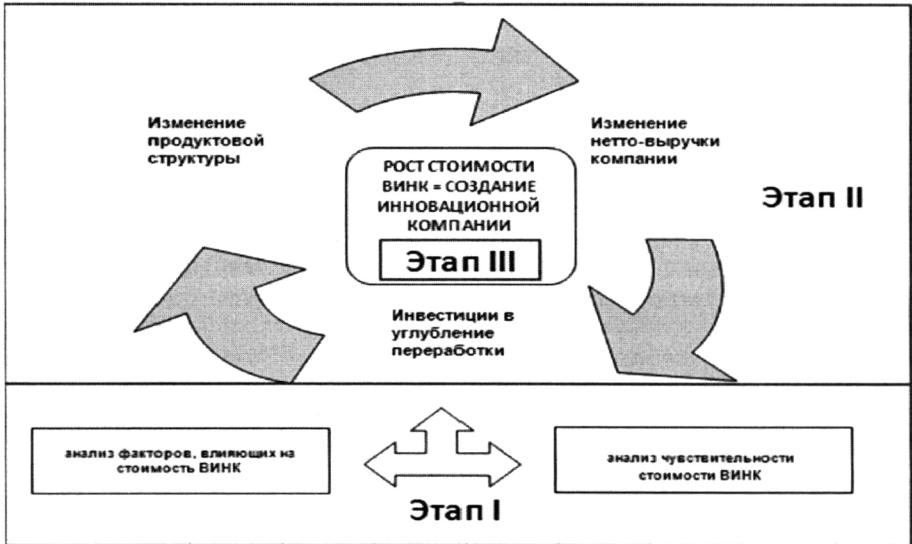 Изменение
продуктовой
структуры
Изменение
нетто-выручки
компании
РОСТ СТОИМОСТИ
ВИНК = СОЗДАНИЕ
ИННОВАЦИОННОЙ
КОМПАНИИ
Этап III
Этап II
Инвестиции в
углубление
переработки
анализ факторов, влияющих на
стоимость ВИНК
анализ чувствительности
стоимости ВИНК
Этап I